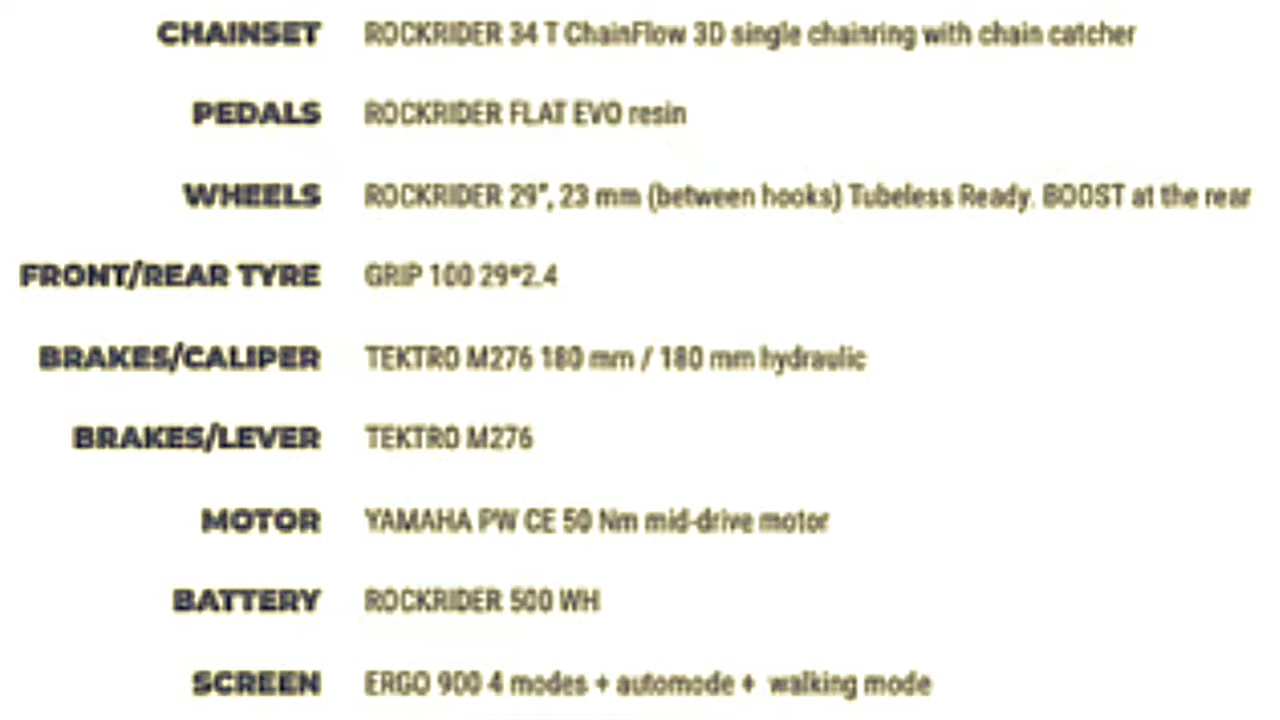 CHAINSET ROCKRIDER 34 T ChainFlow 3D single chainring with chain catcher
PEDALS ROCKRIDER FLAT EVO resin
WHEELS ROCKRIDER 29", 23 mm (between hooks) Tubeless Ready. BOOST at the rear
FRONT/REAR TYRE GRIP 100 29*2.4
BRAKES/CALIPER TEKTRO M276 180 mm / 180 mm hydraulic
BRAKES/LEVER TEKTRO M276
MOTOR YAMAHA PW CE 50 Nm mid-drive motor
BATTERY ROCKRIDER 500 WH
SCREEN ERGO 900 4 modes + automode + walking mode